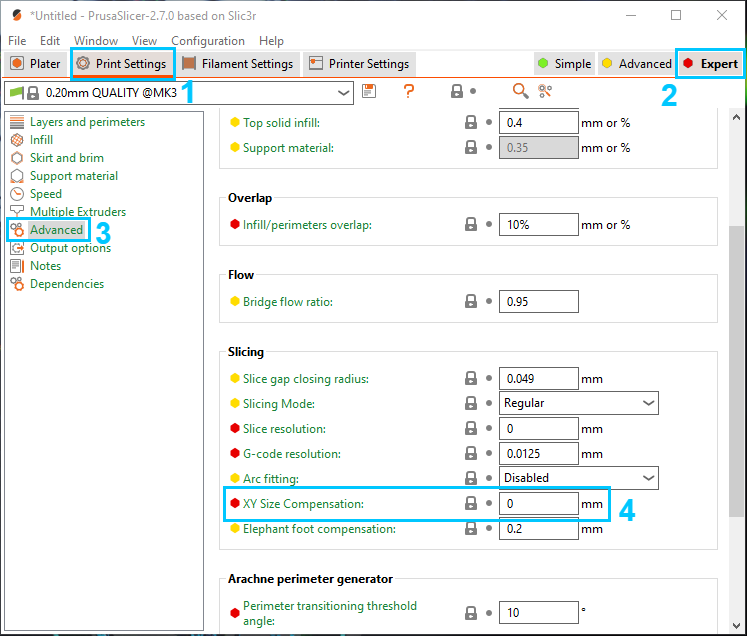 *Untitled - PrusaSlicer-2.7.0 based on Slic3r
File Edit Window View Configuration Help
Plater Print Settings Filament Settings Printer Settings Simple Advanced Expert
0.20mm QUALITY @MK3 1 ? 2
Layers and perimeters
Infill
Skirt and brim
Support material
Speed
Multiple Extruders
Advanced 3
Output options
Notes
Dependencies
Top solid infill: 0.4 mm or %
Support material: 0.35 mm or %
Overlap
Infill/perimeters overlap: 10% mm or %
Flow
Bridge flow ratio: 0.95
Slicing
Slice gap closing radius: 0.049 mm
Slicing Mode: Regular
Slice resolution: 0 mm
G-code resolution: 0.0125 mm
Arc fitting: Disabled
XY Size Compensation: 0 mm 4
Elephant foot compensation: 0.2 mm
Arachne perimeter generator
Perimeter transitioning threshold
angle: 10 °